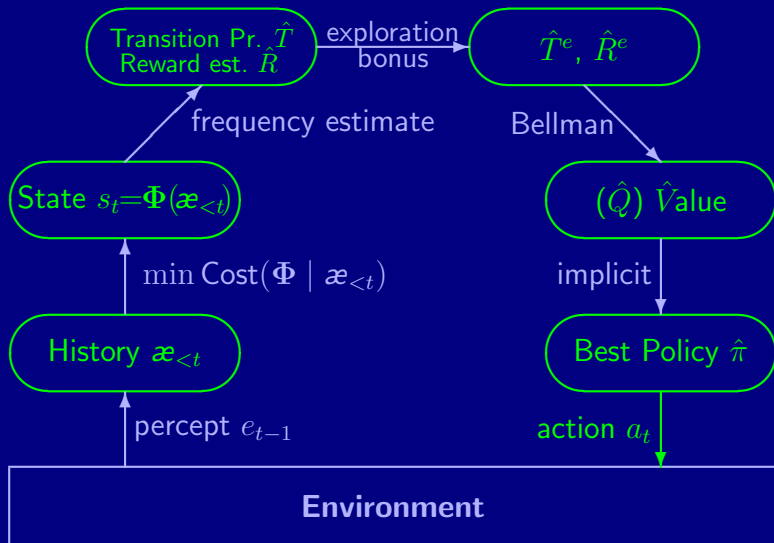 Transition Pr. T̂
Reward est. R̂
exploration
bonus
T̂ᵉ, R̂ᵉ
frequency estimate
Bellman
State sₜ=Φ(æ<ₜ)
(Q̂) V̂alue
min Cost(Φ | æ<ₜ)
implicit
History æ<ₜ
Best Policy π̂
percept eₜ₋₁
action aₜ
Environment